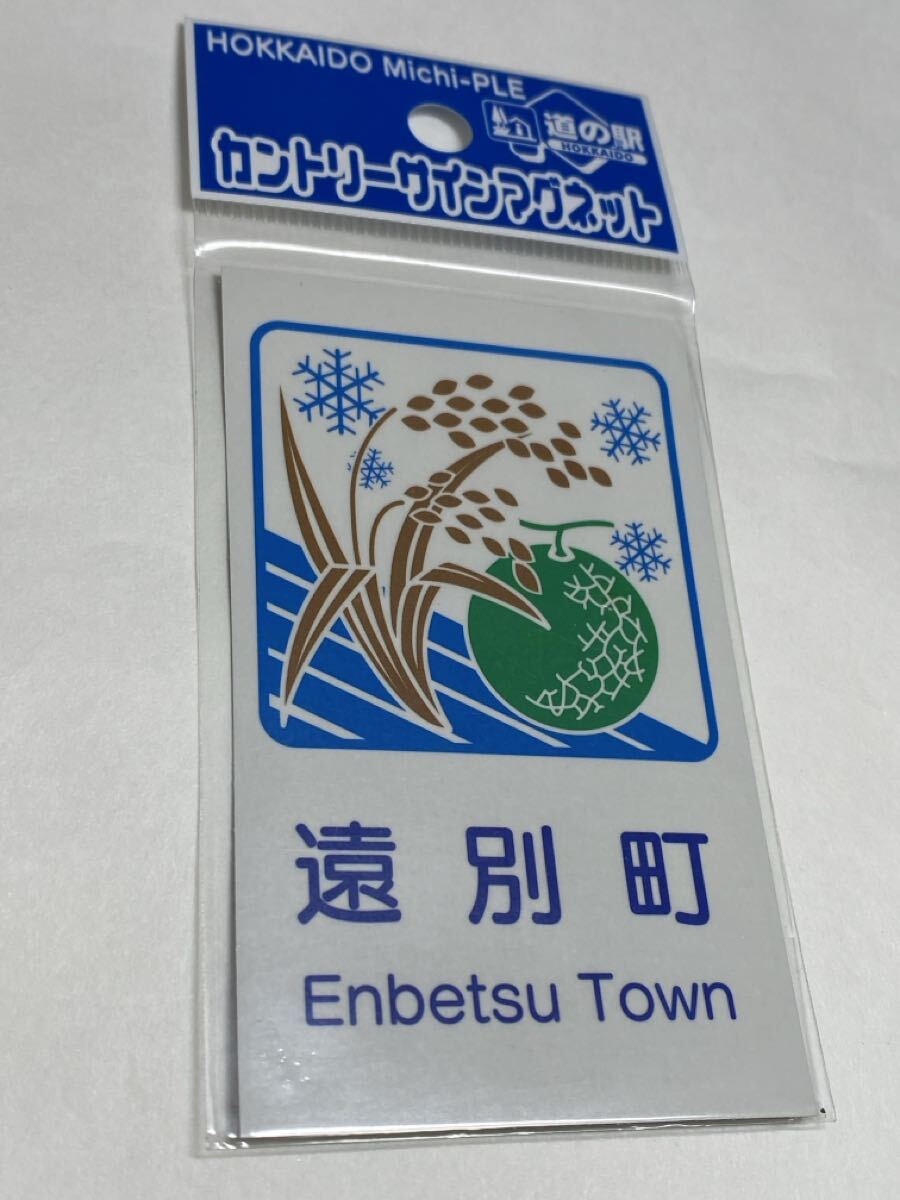 HOKKAIDO Michi-PLE
道の駅
HOKKAIDO
カントリーサインマグネット
遠別町
Enbetsu Town